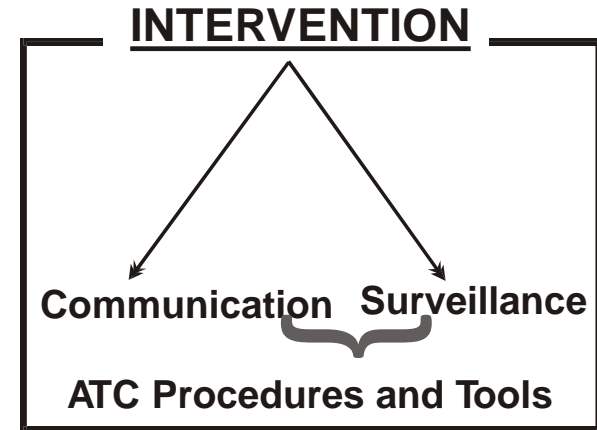 INTERVENTION
Communication Surveillance
ATC Procedures and Tools